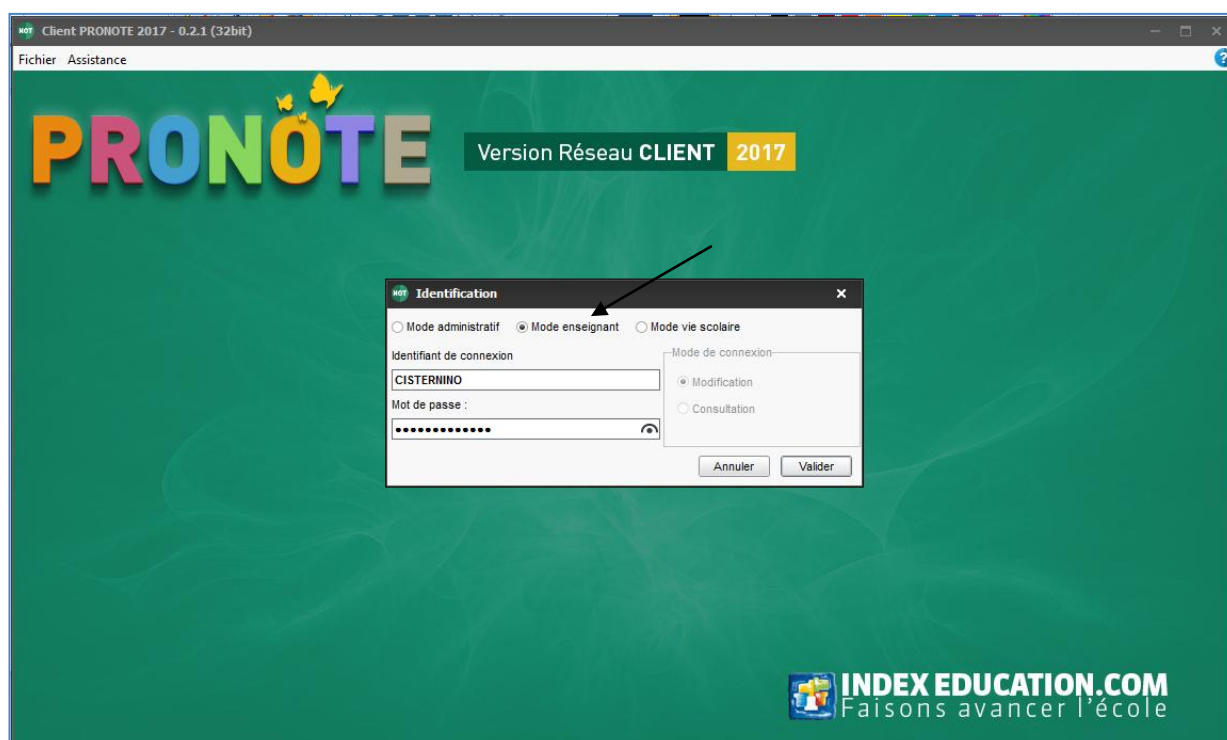 NOT Client PRONOTE 2017 - 0.2.1 (32bit)
Fichier Assistance
?
PRONOTE
Version Réseau CLIENT 2017
NOT Identification
Mode administratif Mode enseignant Mode vie scolaire
Identifiant de connexion
Mode de connexion
CISTERNINO
Modification
Mot de passe :
Consultation
•••••••••••••
Annuler Valider
INDEX EDUCATION.COM
Faisons avancer l'école